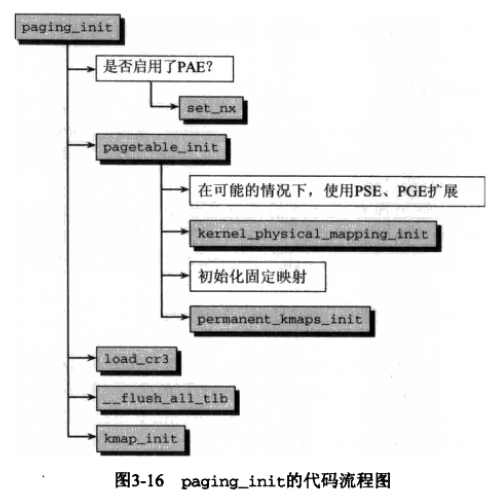 paging_init
是否启用了PAE？
set_nx
pagetable_init
在可能的情况下，使用PSE、PGE扩展
kernel_physical_mapping_init
初始化固定映射
permanent_kmaps_init
load_cr3
__flush_all_tlb
kmap_init
图3-16 paging_init的代码流程图